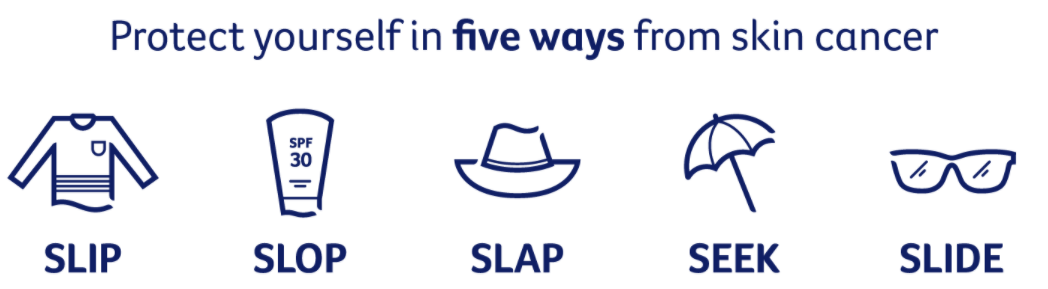 Protect yourself in five ways from skin cancer
SPF
30
SLIP SLOP SLAP SEEK SLIDE